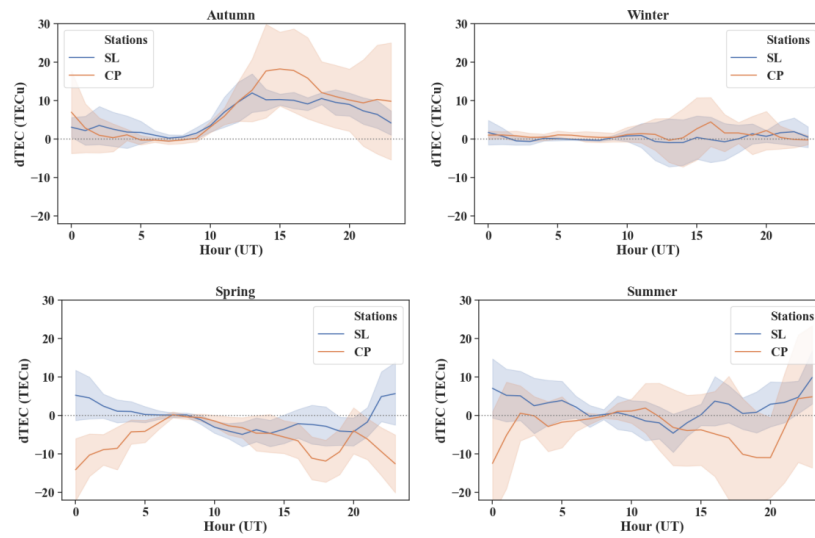 Autumn
30
20
10
0
−10
−20
dTEC (TECu)
0
5
10
15
20
Hour (UT)
Stations
SL
CP
Winter
30
20
10
0
−10
−20
dTEC (TECu)
0
5
10
15
20
Hour (UT)
Stations
SL
CP
Spring
30
20
10
0
−10
−20
dTEC (TECu)
0
5
10
15
20
Hour (UT)
Stations
SL
CP
Summer
30
20
10
0
−10
−20
dTEC (TECu)
0
5
10
15
20
Hour (UT)
Stations
SL
CP